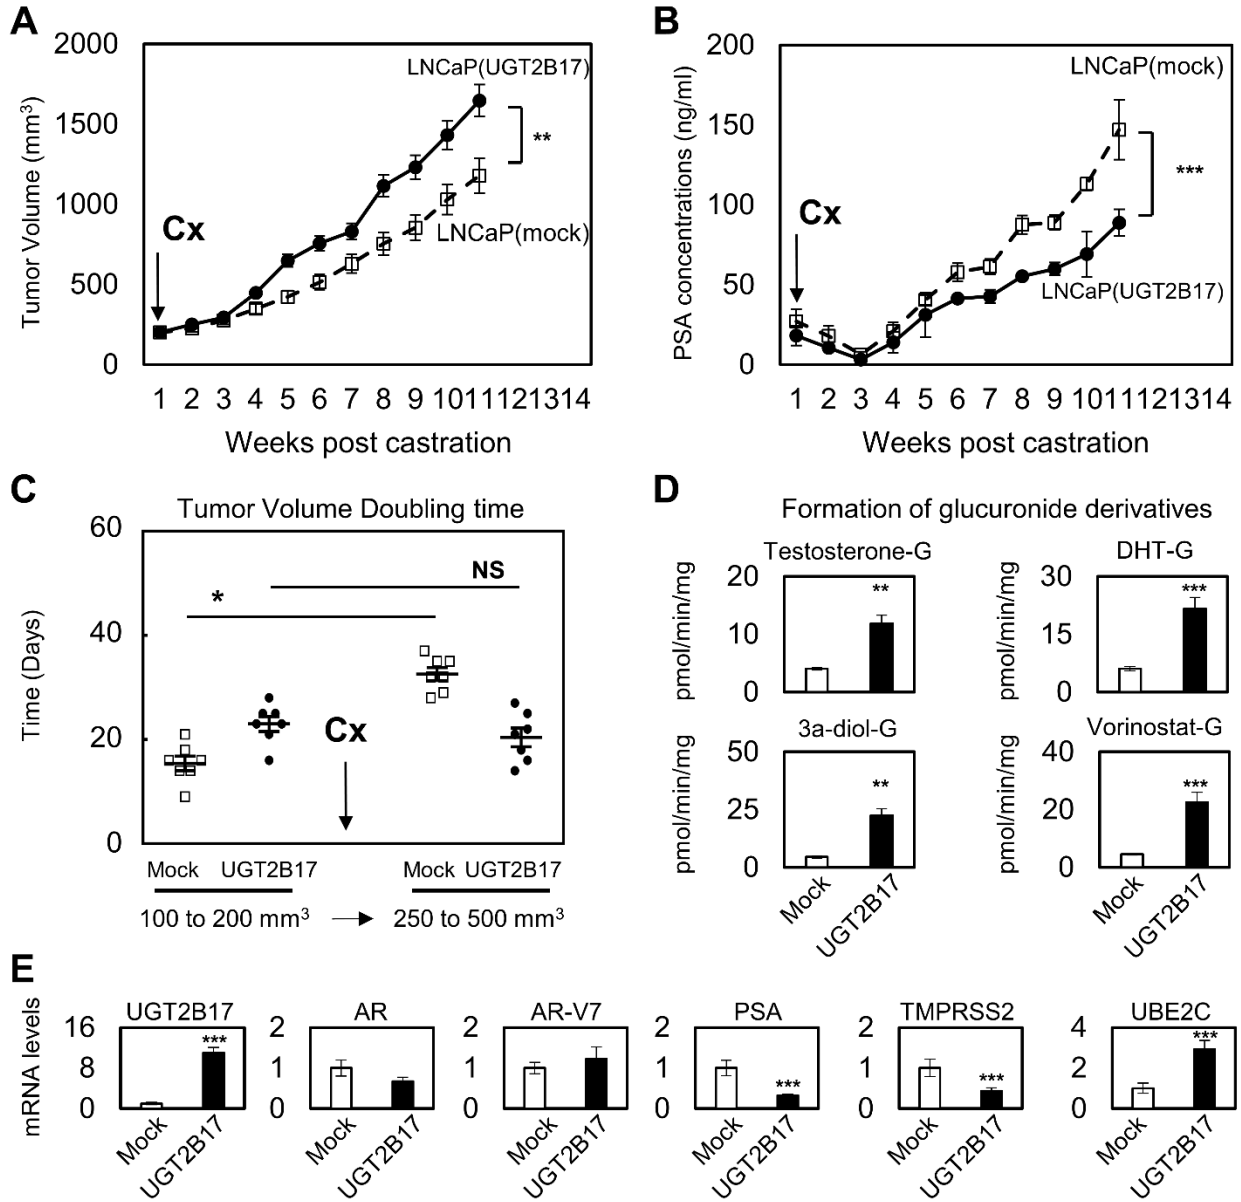 A
2000
1500
1000
500
0
Tumor Volume (mm³)
LNCaP(UGT2B17)
**
LNCaP(mock)
Cx
1 2 3 4 5 6 7 8 9 1011121314
Weeks post castration
B
200
150
100
50
0
PSA concentrations (ng/ml)
LNCaP(mock)
***
LNCaP(UGT2B17)
Cx
1 2 3 4 5 6 7 8 9 1011121314
Weeks post castration
C
Tumor Volume Doubling time
60
40
20
0
Time (Days)
NS
*
Cx
Mock UGT2B17 Mock UGT2B17
100 to 200 mm³ → 250 to 500 mm³
D
Formation of glucuronide derivatives
Testosterone-G
pmol/min/mg
20
10
0
**
DHT-G
pmol/min/mg
30
15
0
***
3a-diol-G
pmol/min/mg
50
25
0
**
Mock
UGT2B17
Vorinostat-G
pmol/min/mg
40
20
0
***
Mock
UGT2B17
E
mRNA levels
UGT2B17
16
8
0
***
Mock
UGT2B17
AR
2
1
0
Mock
UGT2B17
AR-V7
2
1
0
Mock
UGT2B17
PSA
2
1
0
***
Mock
UGT2B17
TMPRSS2
2
1
0
***
Mock
UGT2B17
UBE2C
4
2
0
***
Mock
UGT2B17